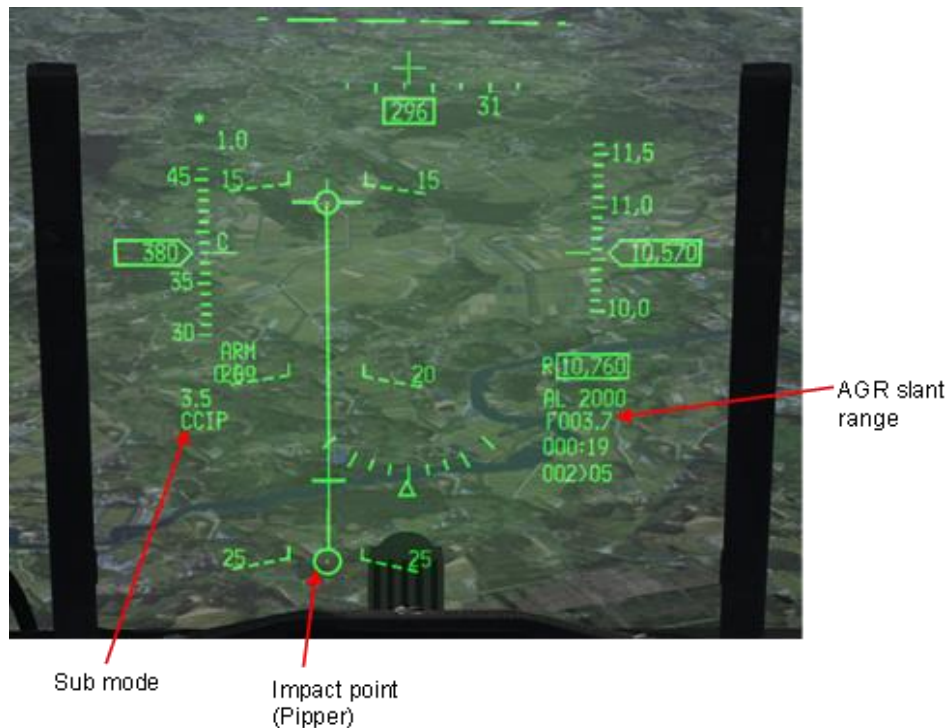 296
31
1.0
45
380
C
35
30
15
15
11,5
11,0
10,570
10,0
ARM
20
R 10,760
3.5
CCIP
AL 2000
F003.7
000:19
002>05
25
25
AGR slant
range
Sub mode
Impact point
(Pipper)